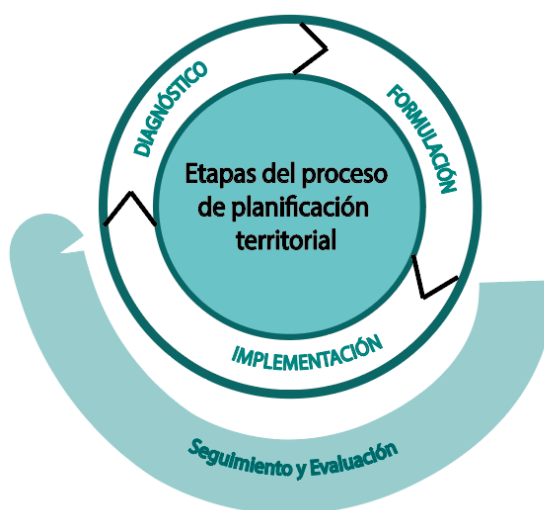 DIAGNÓSTICO
FORMULACIÓN
Etapas del proceso
de planificación
territorial
IMPLEMENTACIÓN
Seguimiento y Evaluación